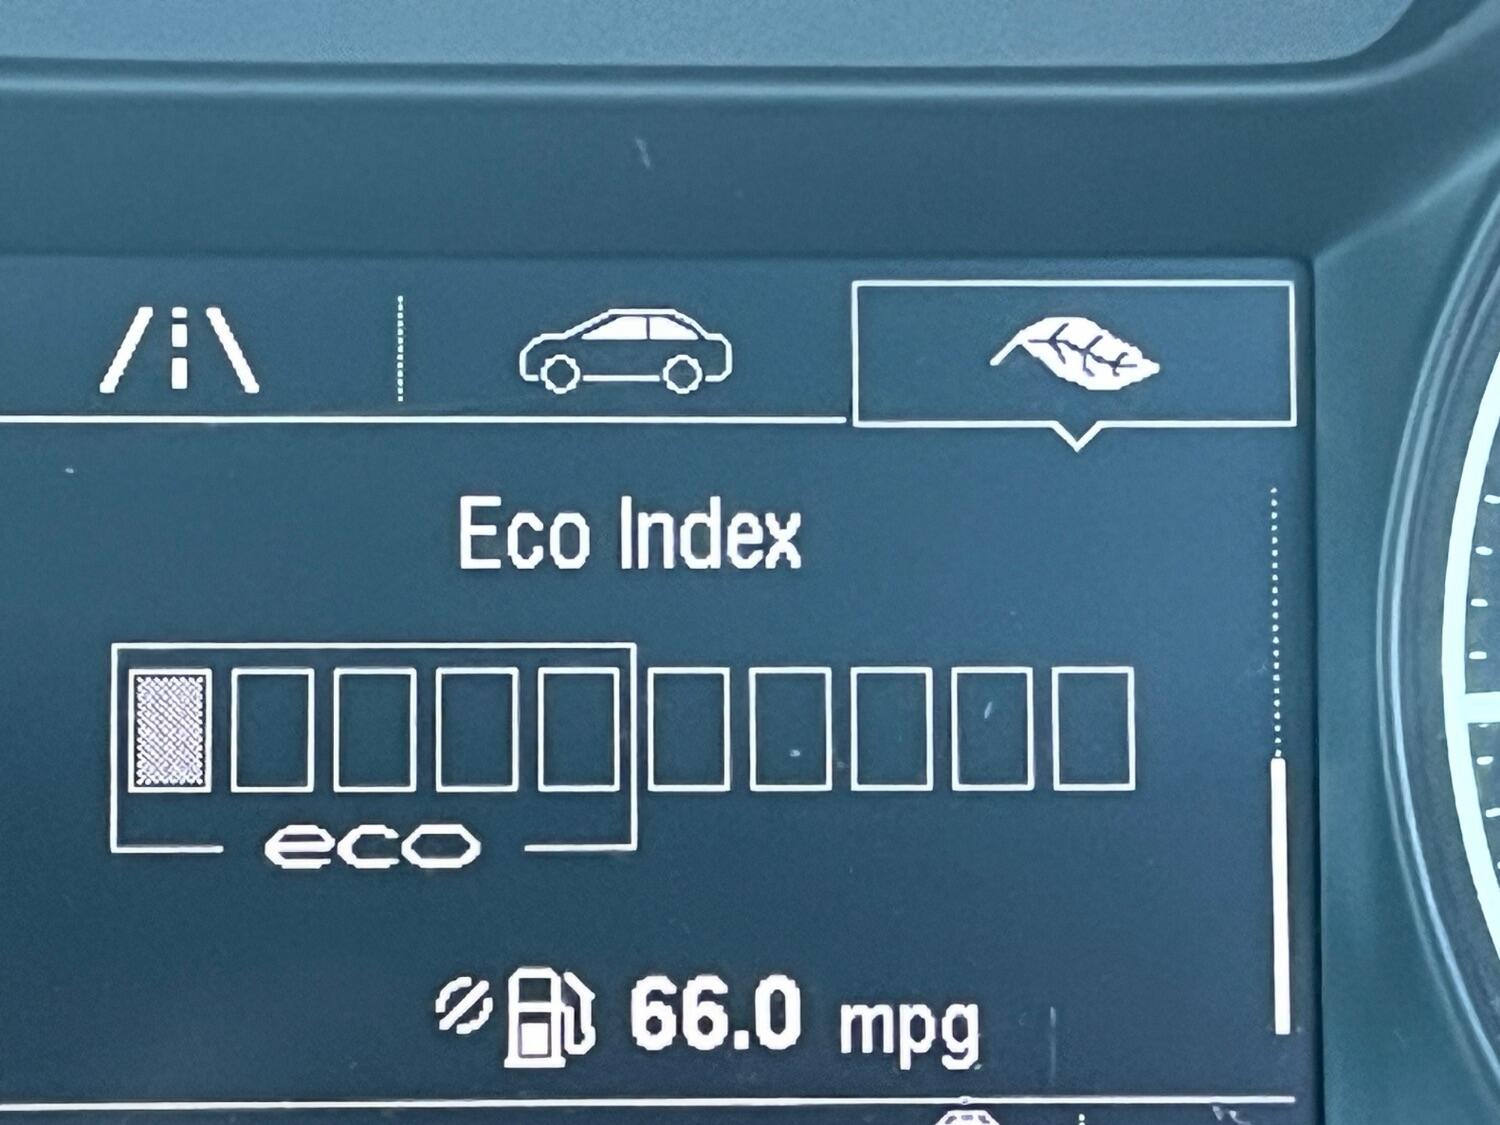 Eco Index
eco
66.0 mpg